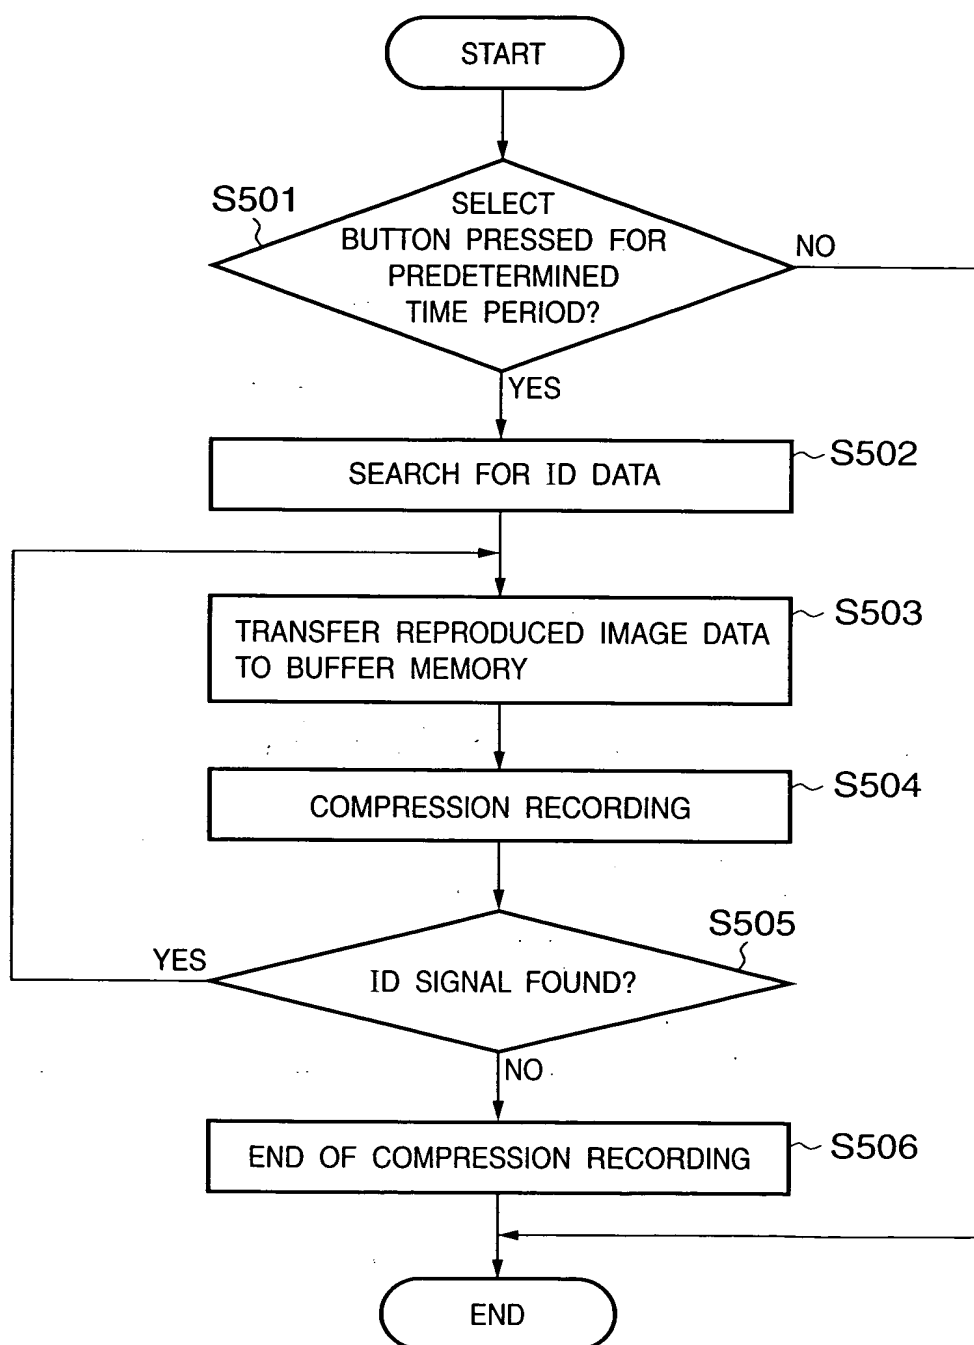 START
S501
SELECT
BUTTON PRESSED FOR
PREDETERMINED
TIME PERIOD?
NO
YES
SEARCH FOR ID DATA
S502
TRANSFER REPRODUCED IMAGE DATA
TO BUFFER MEMORY
S503
COMPRESSION RECORDING
S504
S505
YES
ID SIGNAL FOUND?
NO
END OF COMPRESSION RECORDING
S506
END